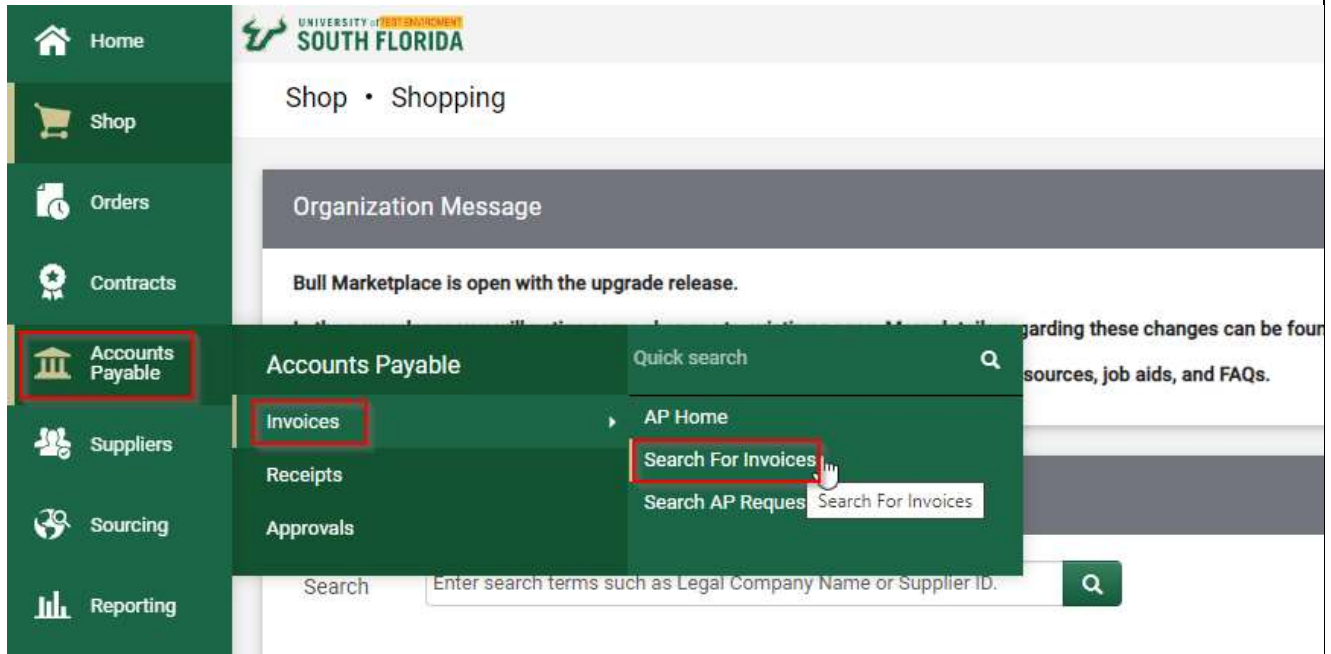 Home
UNIVERSITY of TEST ENVIROMENT
SOUTH FLORIDA
Shop • Shopping
Shop
Orders
Organization Message
Contracts
Bull Marketplace is open with the upgrade release.
garding these changes can be four
Accounts
Payable
Accounts Payable
Quick search
sources, job aids, and FAQs.
Invoices
AP Home
Suppliers
Search For Invoices
Receipts
Search AP Reques
Search For Invoices
Sourcing
Approvals
Search
Enter search terms such as Legal Company Name or Supplier ID.
Reporting